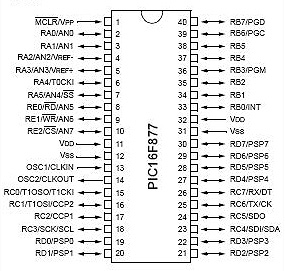 MCLR/VPP 1 40 RB7/PGD
RA0/AN0 2 39 RB6/PGC
RA1/AN1 3 38 RB5
RA2/AN2/VREF- 4 37 RB4
RA3/AN3/VREF+ 5 36 RB3/PGM
RA4/T0CKI 6 35 RB2
RA5/AN4/SS 7 34 RB1
RE0/RD/AN5 8 33 RB0/INT
RE1/WR/AN6 9 32 VDD
RE2/CS/AN7 10 31 VSS
VDD 11 30 RD7/PSP7
VSS 12 29 RD6/PSP6
OSC1/CLKIN 13 28 RD5/PSP5
OSC2/CLKOUT 14 27 RD4/PSP4
RC0/T1OSO/T1CKI 15 26 RC7/RX/DT
RC1/T1OSI/CCP2 16 25 RC6/TX/CK
RC2/CCP1 17 24 RC5/SDO
RC3/SCK/SCL 18 23 RC4/SDI/SDA
RD0/PSP0 19 22 RD3/PSP3
RD1/PSP1 20 21 RD2/PSP2
PIC16F877